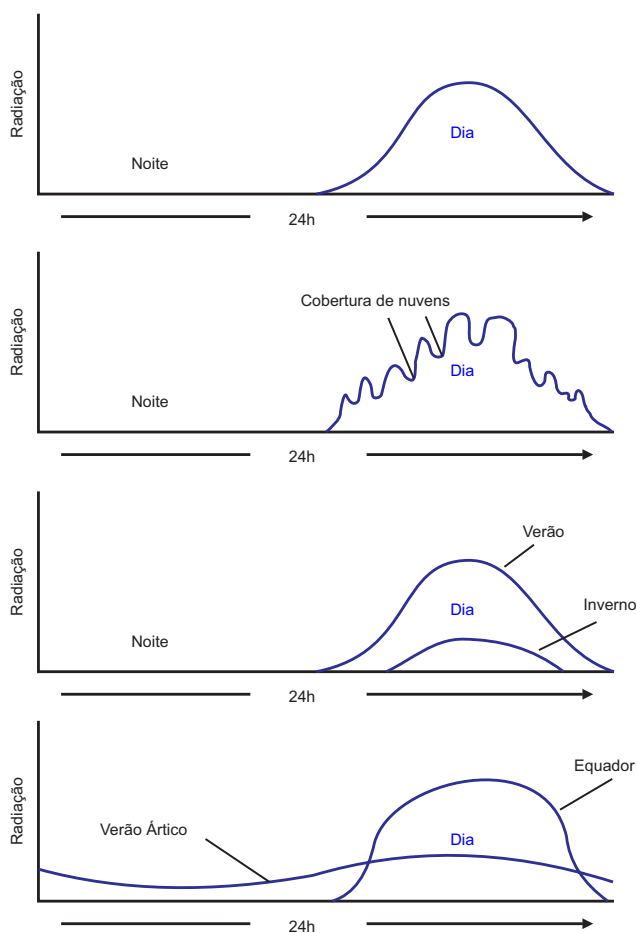 Radiação
Noite
Dia
24h
Radiação
Cobertura de nuvens
Dia
Noite
24h
Radiação
Verão
Inverno
Dia
Noite
24h
Radiação
Equador
Verão Ártico
Dia
24h